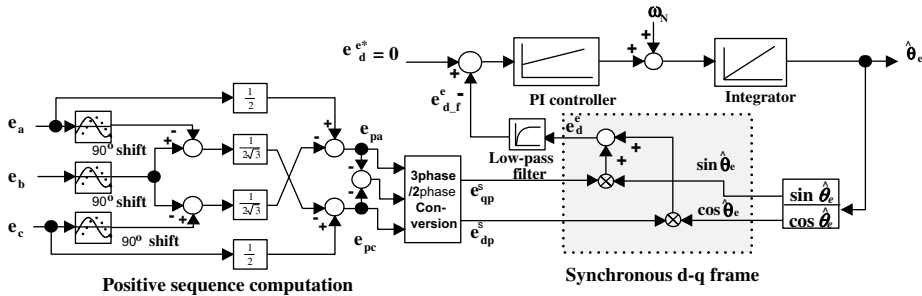 ω_N
e_d^e* = 0
+
+
+
θ̂_e
e_d_f^e
-
PI controller
Integrator
e_a
1/2
90° shift
-
+
1/2√3
-
+
e_pa
Low-pass filter
e_d^e
+
+
e_b
90° shift
-
-
3phase
/2phase
Con-
version
e_qp^s
sin θ̂_e
sin θ̂_e
cos θ̂_e
+
-
1/2√3
-
+
e_c
90° shift
1/2
e_pc
e_dp^s
cos θ̂_e
Positive sequence computation
Synchronous d-q frame